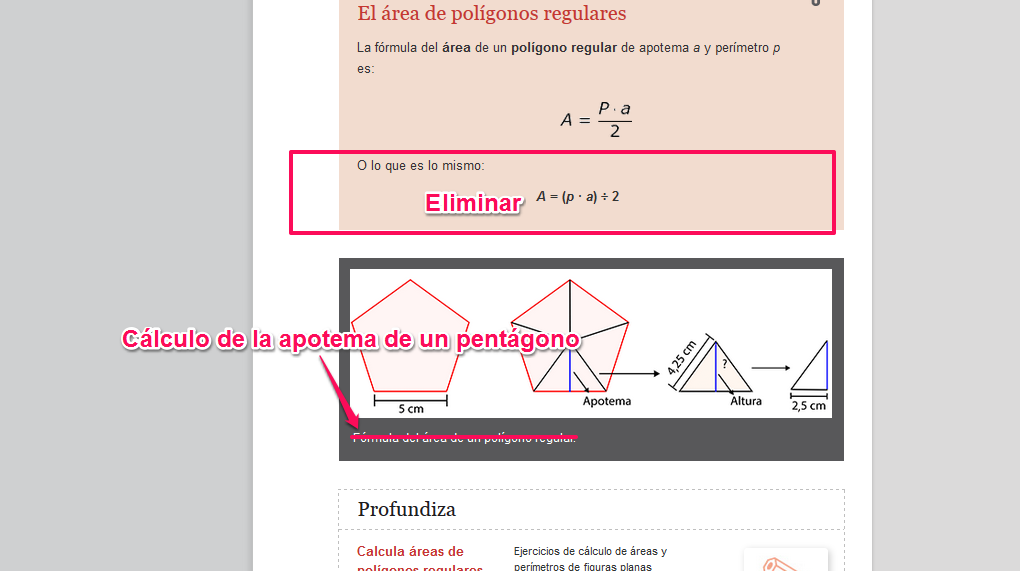 El área de polígonos regulares
La fórmula del área de un polígono regular de apotema a y perímetro p
es:
A = P · a / 2
O lo que es lo mismo:
Eliminar
A = (p · a) ÷ 2
Cálculo de la apotema de un pentágono
5 cm
Apotema
4,25 cm
?
Altura
2,5 cm
Fórmula del área de un polígono regular.
Profundiza
Calcula áreas de
polígonos regulares
Ejercicios de cálculo de áreas y
perímetros de figuras planas